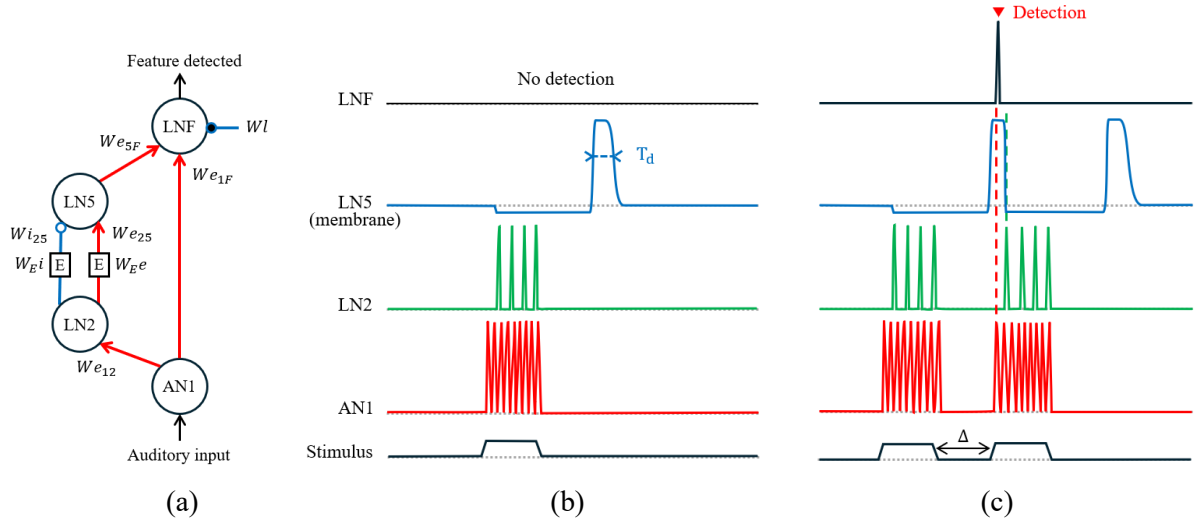 (a)
Feature detected
LNF
Wl
We5F
We1F
LN5
Wi25
We25
WEi
E
E
WEe
LN2
We12
AN1
Auditory input
(b)
No detection
LNF
Td
LN5
(membrane)
LN2
AN1
Stimulus
(c)
Detection
Δ